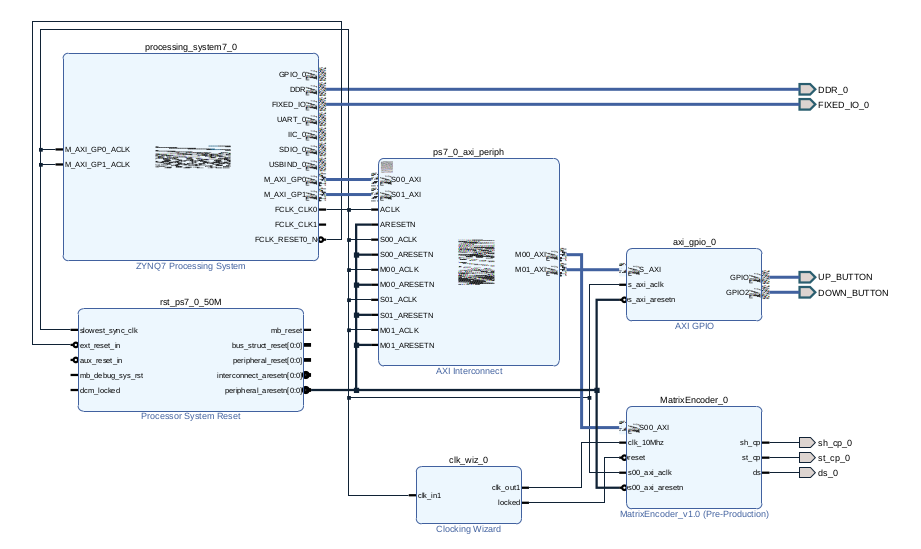 processing_system7_0
GPIO_0
DDR
FIXED_IO
UART_0
IIC_0
SDIO_0
USBIND_0
M_AXI_GP0
M_AXI_GP1
FCLK_CLK0
FCLK_CLK1
FCLK_RESET0_N
M_AXI_GP0_ACLK
M_AXI_GP1_ACLK
ZYNQ7 Processing System
DDR_0
FIXED_IO_0
ps7_0_axi_periph
S00_AXI
S01_AXI
ACLK
ARESETN
S00_ACLK
S00_ARESETN
M00_ACLK
M00_ARESETN
S01_ACLK
S01_ARESETN
M01_ACLK
M01_ARESETN
M00_AXI
M01_AXI
AXI Interconnect
axi_gpio_0
S_AXI
s_axi_aclk
s_axi_aresetn
GPIO
GPIO2
AXI GPIO
UP_BUTTON
DOWN_BUTTON
rst_ps7_0_50M
slowest_sync_clk
ext_reset_in
aux_reset_in
mb_debug_sys_rst
dcm_locked
mb_reset
bus_struct_reset[0:0]
peripheral_reset[0:0]
interconnect_aresetn[0:0]
peripheral_aresetn[0:0]
Processor System Reset
clk_wiz_0
clk_in1
clk_out1
locked
Clocking Wizard
MatrixEncoder_0
S00_AXI
clk_10Mhz
reset
s00_axi_aclk
s00_axi_aresetn
sh_cp
st_cp
ds
MatrixEncoder_v1.0 (Pre-Production)
sh_cp_0
st_cp_0
ds_0